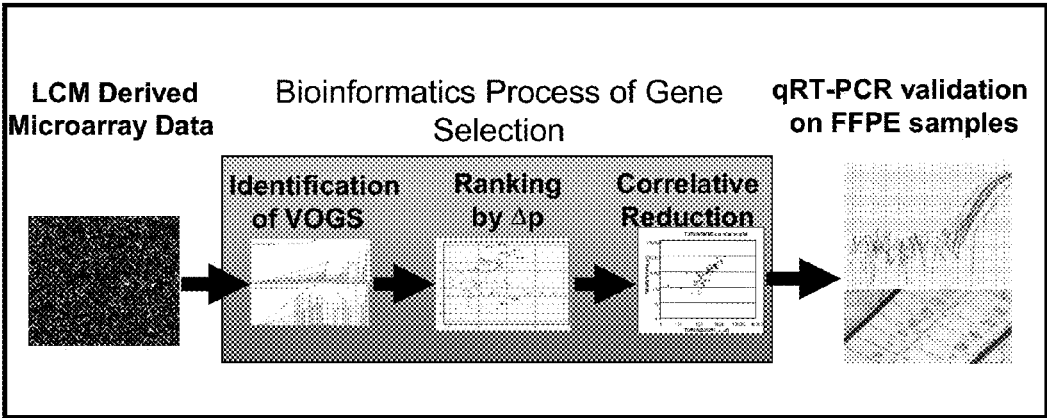 LCM Derived
Microarray Data
Bioinformatics Process of Gene
Selection
qRT-PCR validation
on FFPE samples
Identification
of VOGS
Ranking
by Δp
Correlative
Reduction